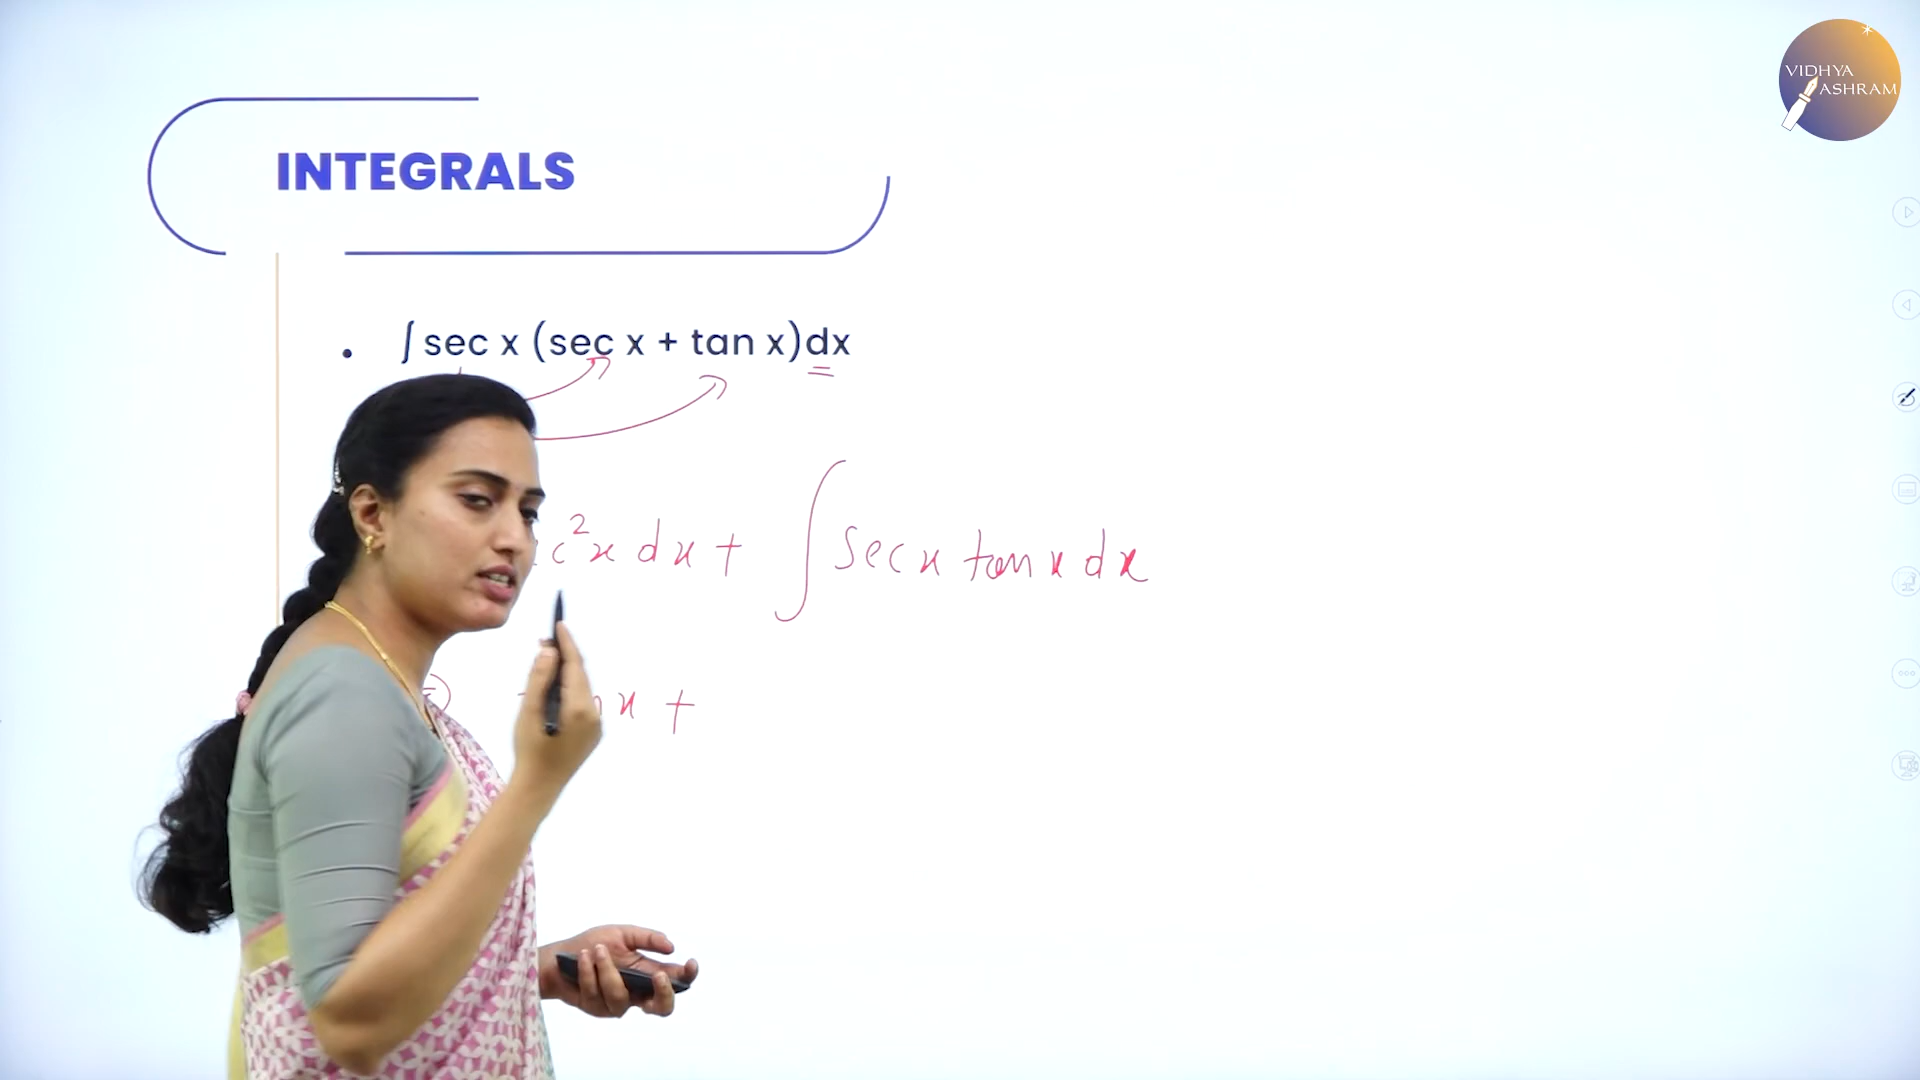 VIDHYA
ASHRAM
INTEGRALS
• ∫ sec x (sec x + tan x)dx
c²x dx + ∫ sec x tan x dx
x +